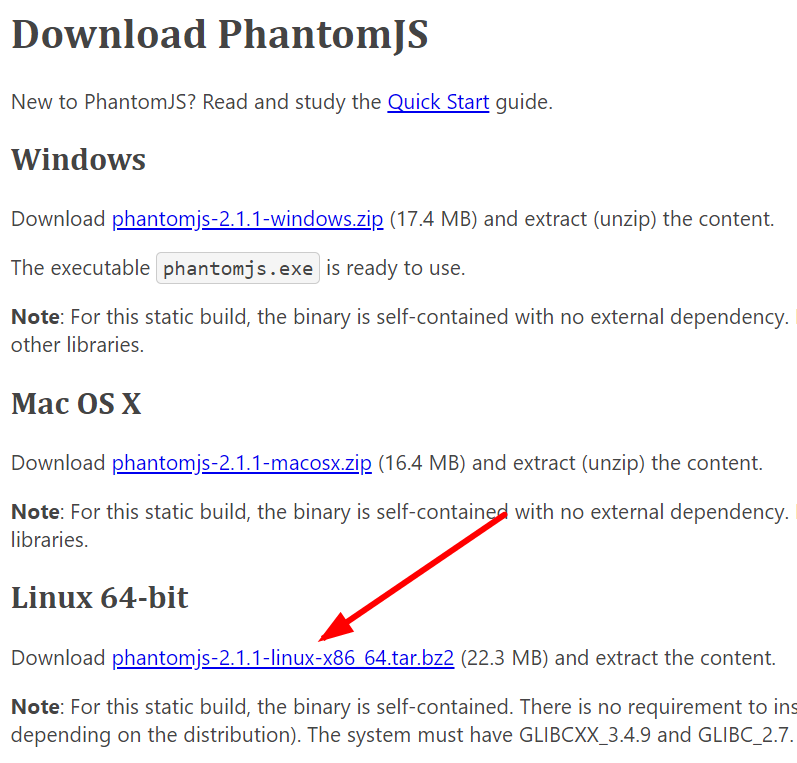 Download PhantomJS
New to PhantomJS? Read and study the Quick Start guide.
Windows
Download phantomjs-2.1.1-windows.zip (17.4 MB) and extract (unzip) the content.
The executable phantomjs.exe is ready to use.
Note: For this static build, the binary is self-contained with no external dependency.
other libraries.
Mac OS X
Download phantomjs-2.1.1-macosx.zip (16.4 MB) and extract (unzip) the content.
Note: For this static build, the binary is self-contained with no external dependency.
libraries.
Linux 64-bit
Download phantomjs-2.1.1-linux-x86_64.tar.bz2 (22.3 MB) and extract the content.
Note: For this static build, the binary is self-contained. There is no requirement to ins
depending on the distribution). The system must have GLIBCXX_3.4.9 and GLIBC_2.7.